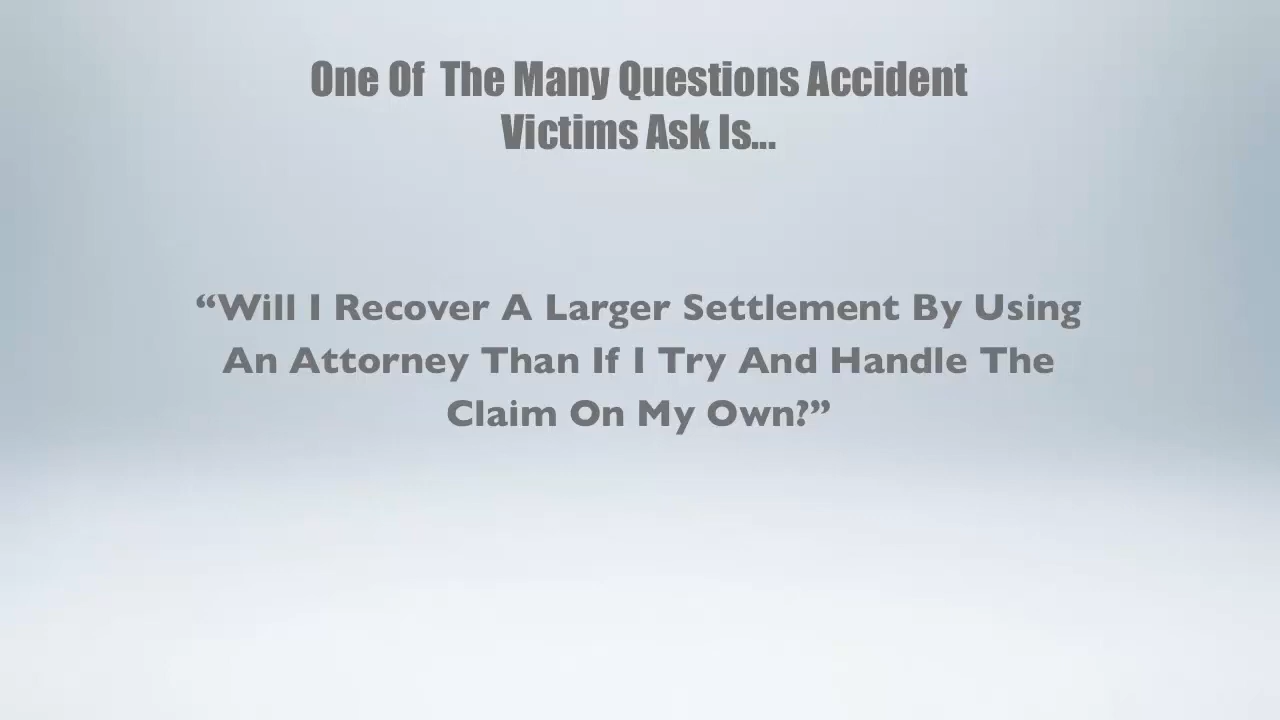 One Of  The Many Questions Accident
Victims Ask Is...
“Will I Recover A Larger Settlement By Using
An Attorney Than If I Try And Handle The
Claim On My Own?”